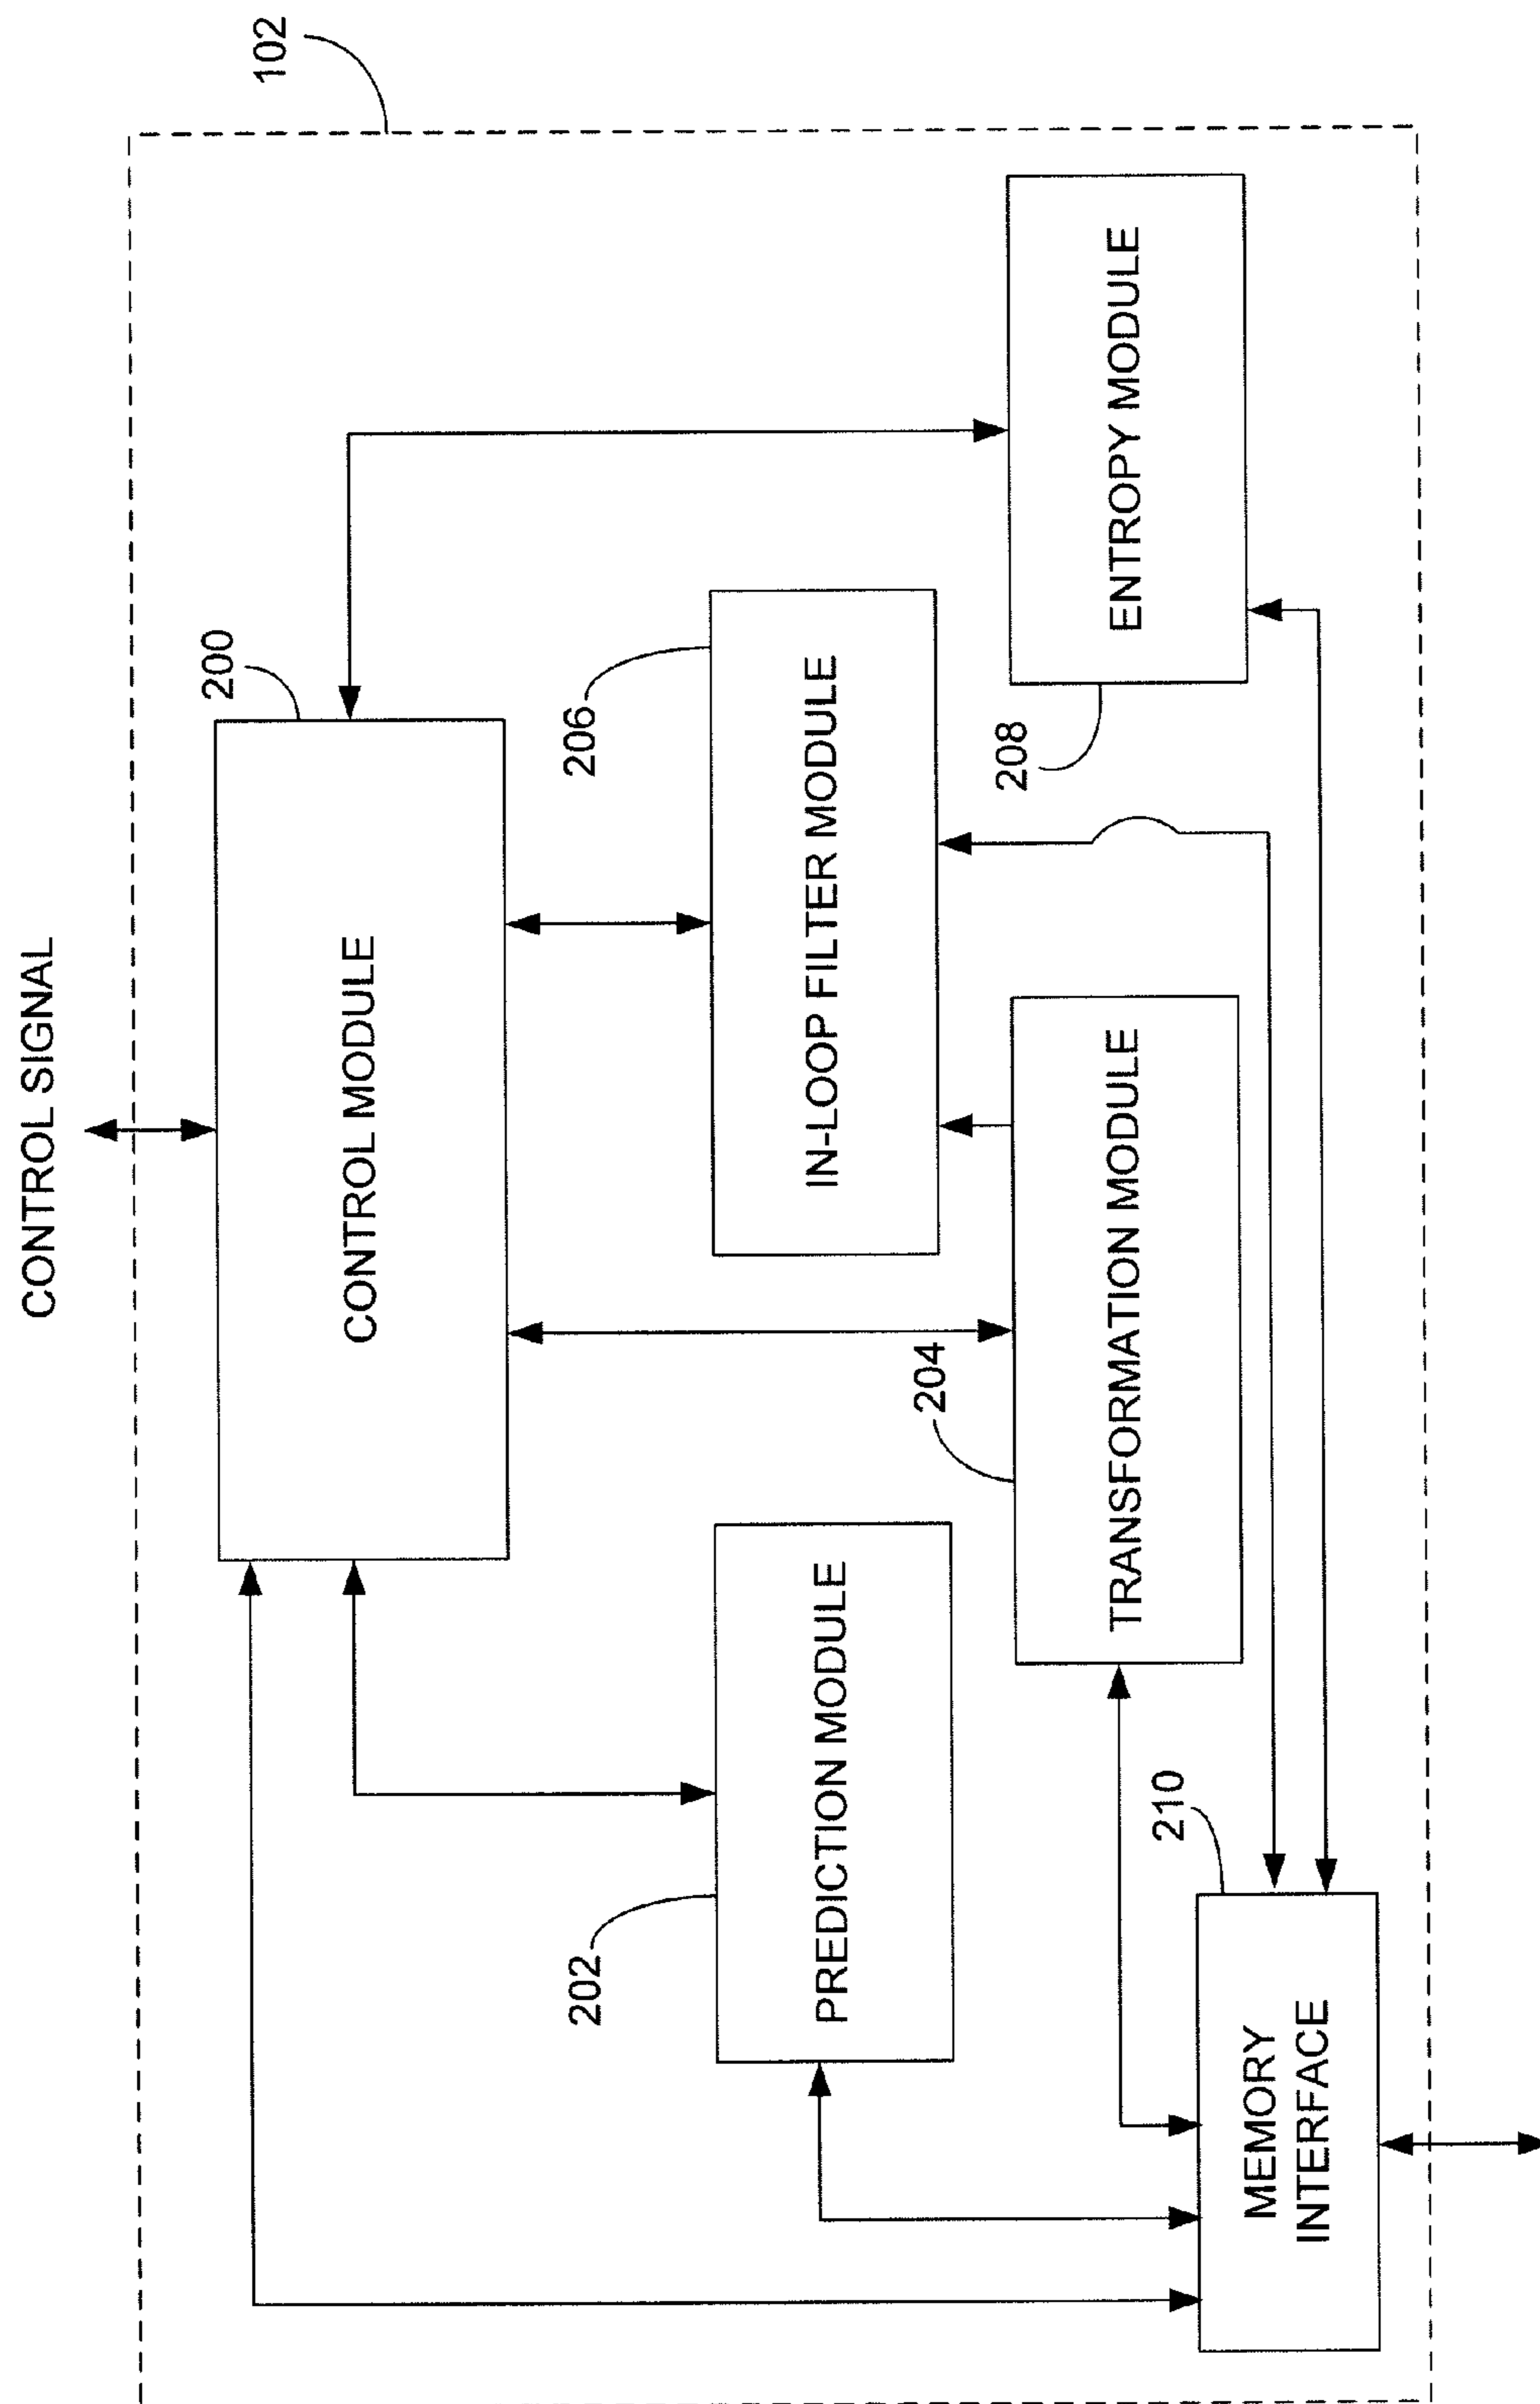 CONTROL SIGNAL
102
200
CONTROL MODULE
202
PREDICTION MODULE
206
IN-LOOP FILTER MODULE
204
TRANSFORMATION MODULE
208
ENTROPY MODULE
210
MEMORY
INTERFACE